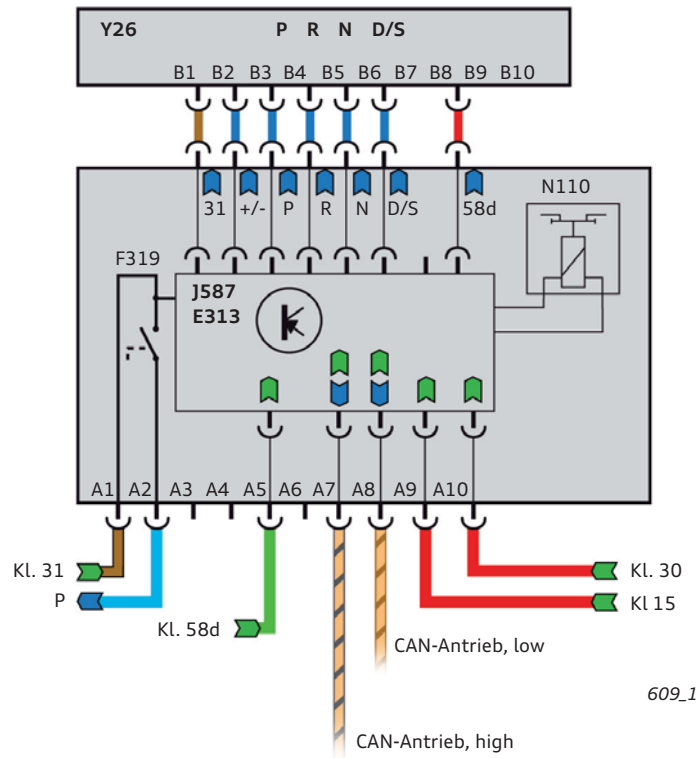 Y26 P R N D/S
B1 B2 B3 B4 B5 B6 B7 B8 B9 B10
31 +/- P R N D/S 58d
N110
F319
J587
E313
A1 A2 A3 A4 A5 A6 A7 A8 A9 A10
Kl. 31
Kl. 30
P
Kl 15
Kl. 58d
CAN-Antrieb, low
609_1
CAN-Antrieb, high